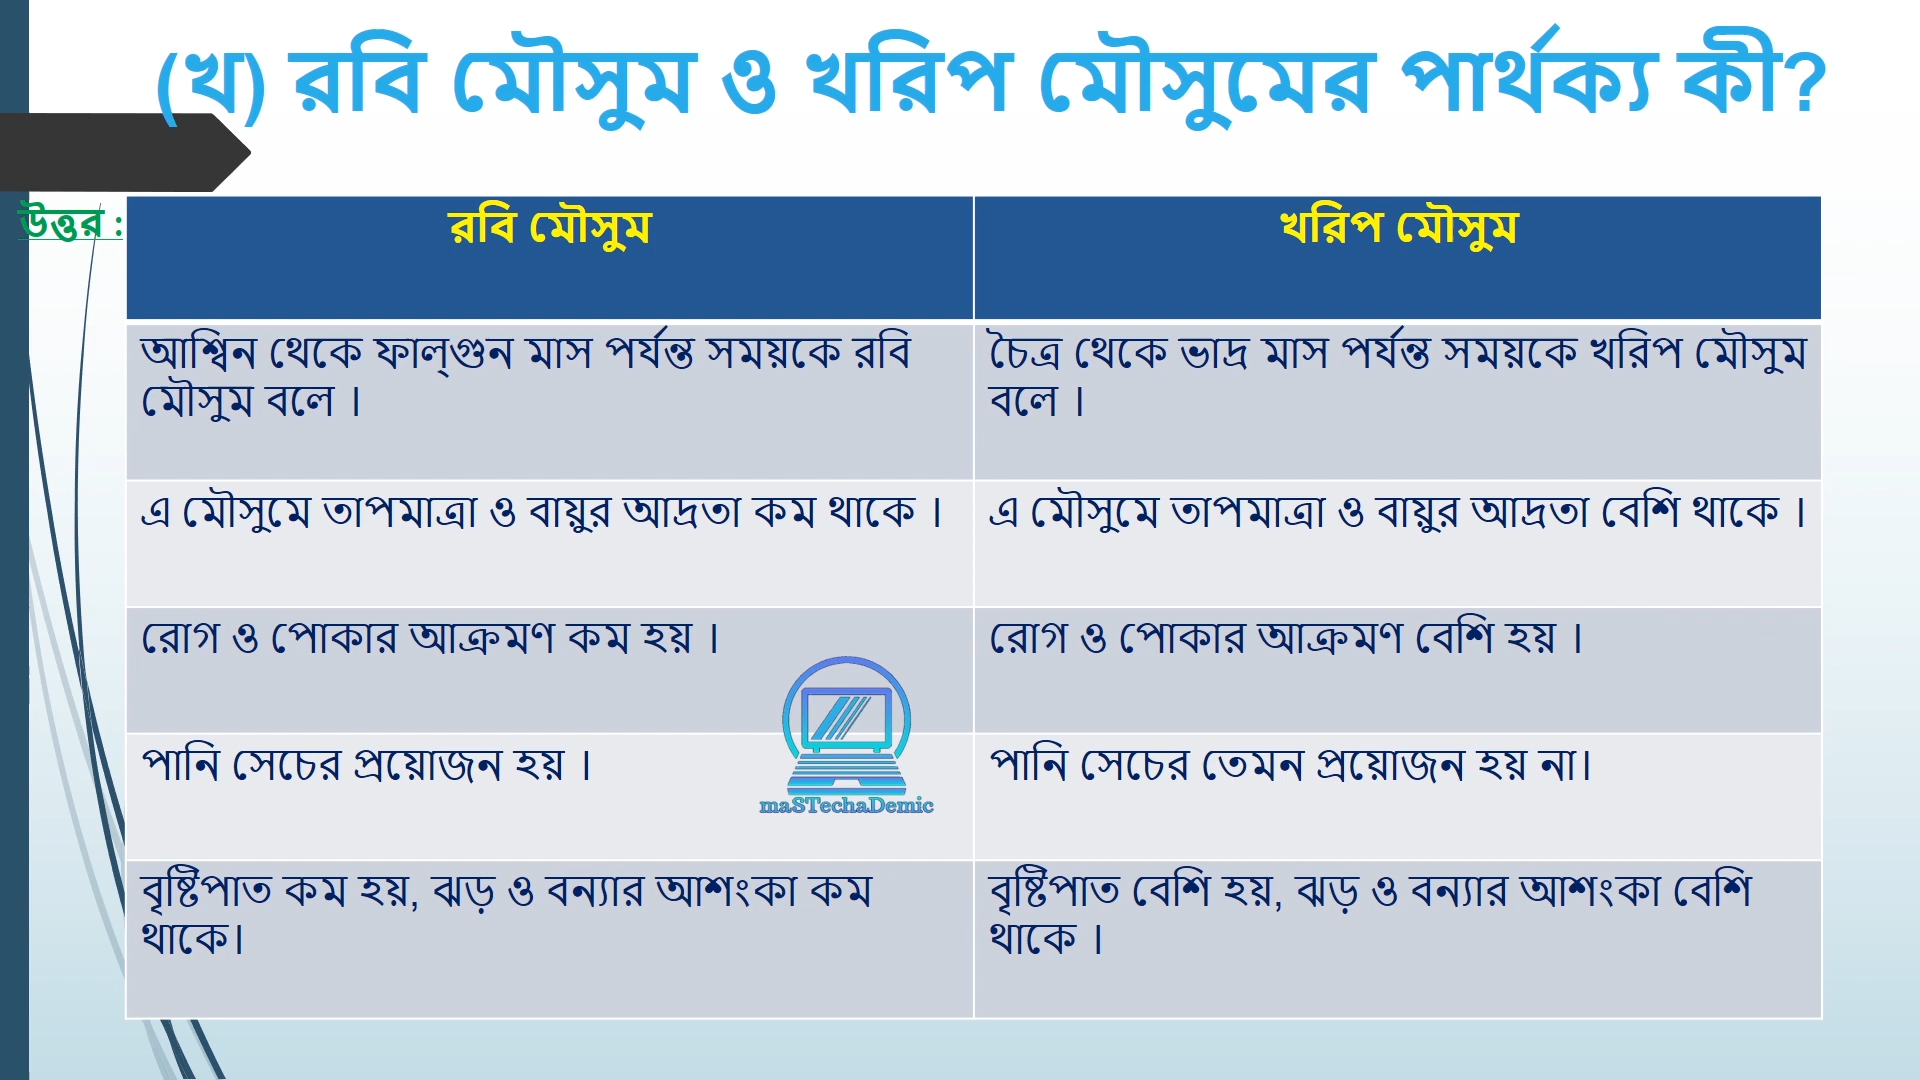 (খ) রবি মৌসুম ও খরিপ মৌসুমের পার্থক্য কী?
উত্তর :
রবি মৌসুম
খরিপ মৌসুম
আশ্বিন থেকে ফাল্গুন মাস পর্যন্ত সময়কে রবি
মৌসুম বলে ।
চৈত্র থেকে ভাদ্র মাস পর্যন্ত সময়কে খরিপ মৌসুম
বলে ।
এ মৌসুমে তাপমাত্রা ও বায়ুর আদ্রতা কম থাকে ।
এ মৌসুমে তাপমাত্রা ও বায়ুর আদ্রতা বেশি থাকে ।
রোগ ও পোকার আক্রমণ কম হয় ।
রোগ ও পোকার আক্রমণ বেশি হয় ।
পানি সেচের প্রয়োজন হয় ।
পানি সেচের তেমন প্রয়োজন হয় না।
maSTechaDemic
বৃষ্টিপাত কম হয়, ঝড় ও বন্যার আশংকা কম
থাকে।
বৃষ্টিপাত বেশি হয়, ঝড় ও বন্যার আশংকা বেশি
থাকে ।